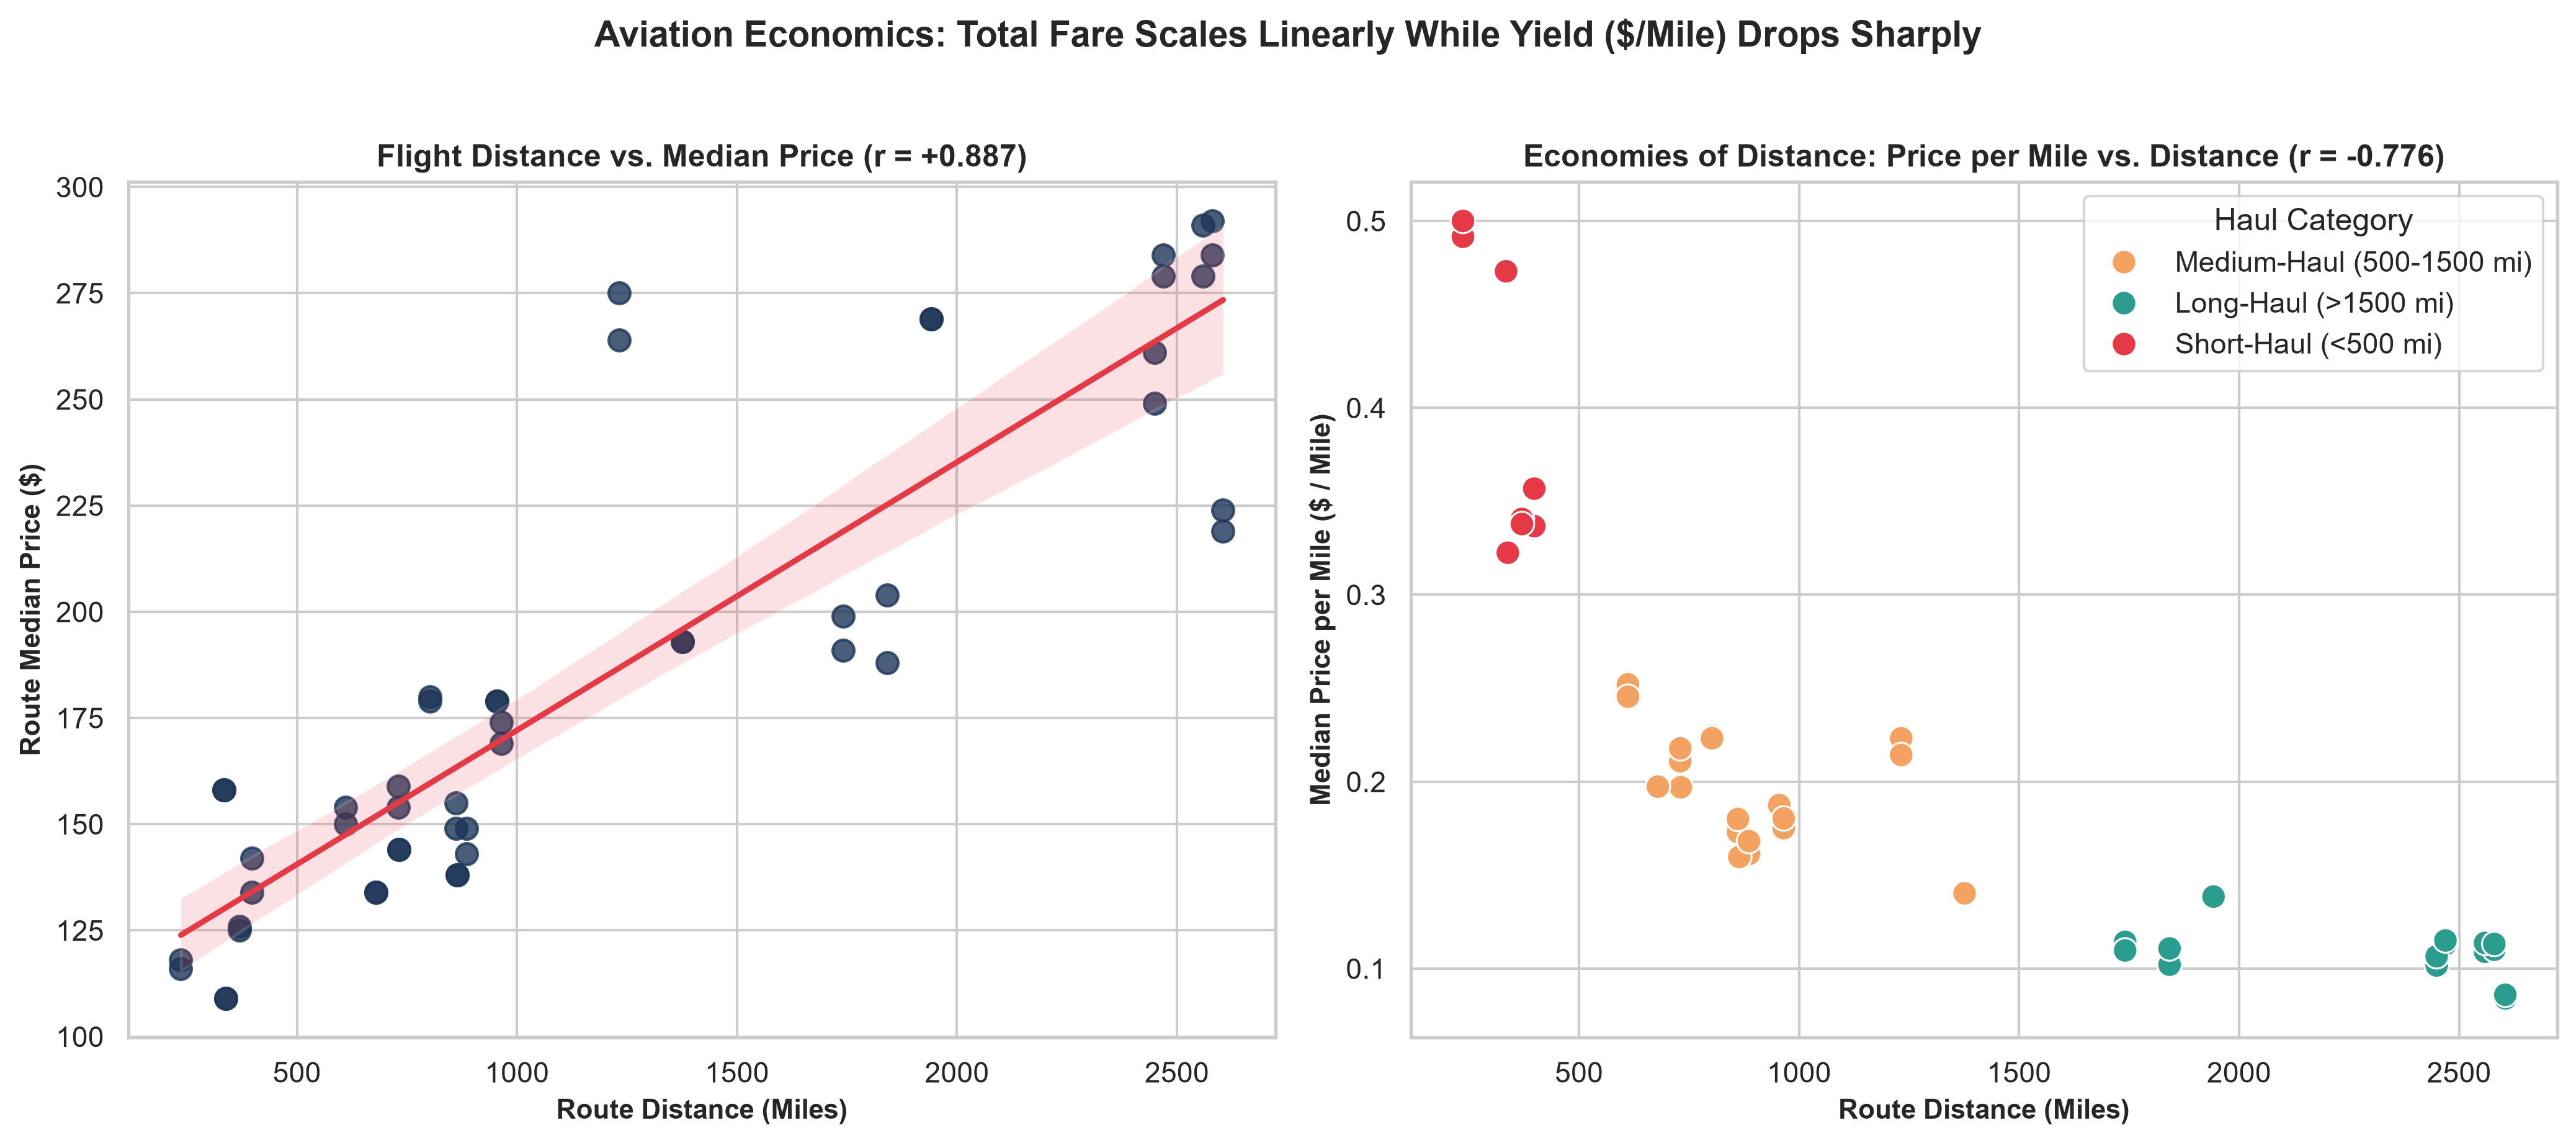 Aviation Economics: Total Fare Scales Linearly While Yield ($/Mile) Drops Sharply
Flight Distance vs. Median Price (r = +0.887)
300
275
250
225
200
175
150
125
100
Route Median Price ($)
500
1000
1500
2000
2500
Route Distance (Miles)
Economies of Distance: Price per Mile vs. Distance (r = -0.776)
0.5
0.4
0.3
0.2
0.1
Median Price per Mile ($ / Mile)
Haul Category
Medium-Haul (500-1500 mi)
Long-Haul (>1500 mi)
Short-Haul (<500 mi)
500
1000
1500
2000
2500
Route Distance (Miles)